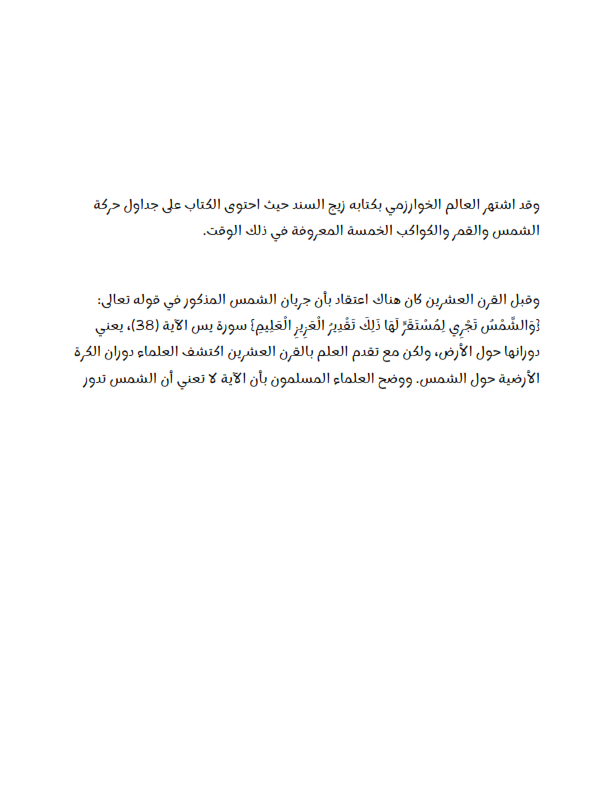 وقد اشتهر العالم الخوارزمي بكتابه زيج السند حيث احتوى الكتاب على جداول حركة
الشمس والقمر والكواكب الخمسة المعروفة في ذلك الوقت.
وقبل القرن العشرين كان هناك اعتقاد بأن جريان الشمس المذكور في قوله تعالى:
{وَالشَّمْسُ تَجْرِي لِمُسْتَقَرٍّ لَهَا ذَلِكَ تَقْدِيرُ الْعَزِيزِ الْعَلِيمِ} سورة يس الآية (38)، يعني
دورانها حول الأرض، ولكن مع تقدم العلم بالقرن العشرين اكتشف العلماء دوران الكرة
الأرضية حول الشمس. ووضح العلماء المسلمون بأن الآية لا تعني أن الشمس تدور